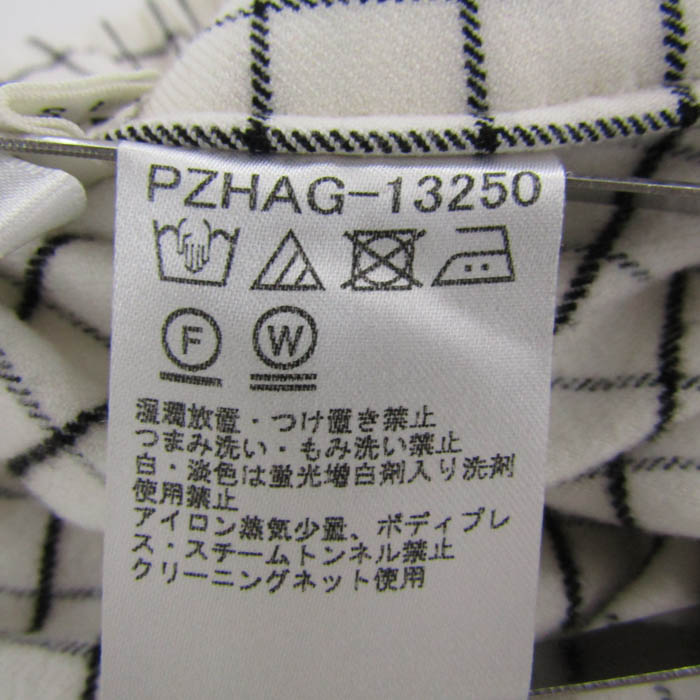 PZHAG-13250
F W
湿潤放置・つけ置き禁止
つまみ洗い・もみ洗い禁止
白・淡色は蛍光増白剤入り洗剤
使用禁止
アイロン蒸気少量、ボディプレ
ス・スチームトンネル禁止
クリーニングネット使用